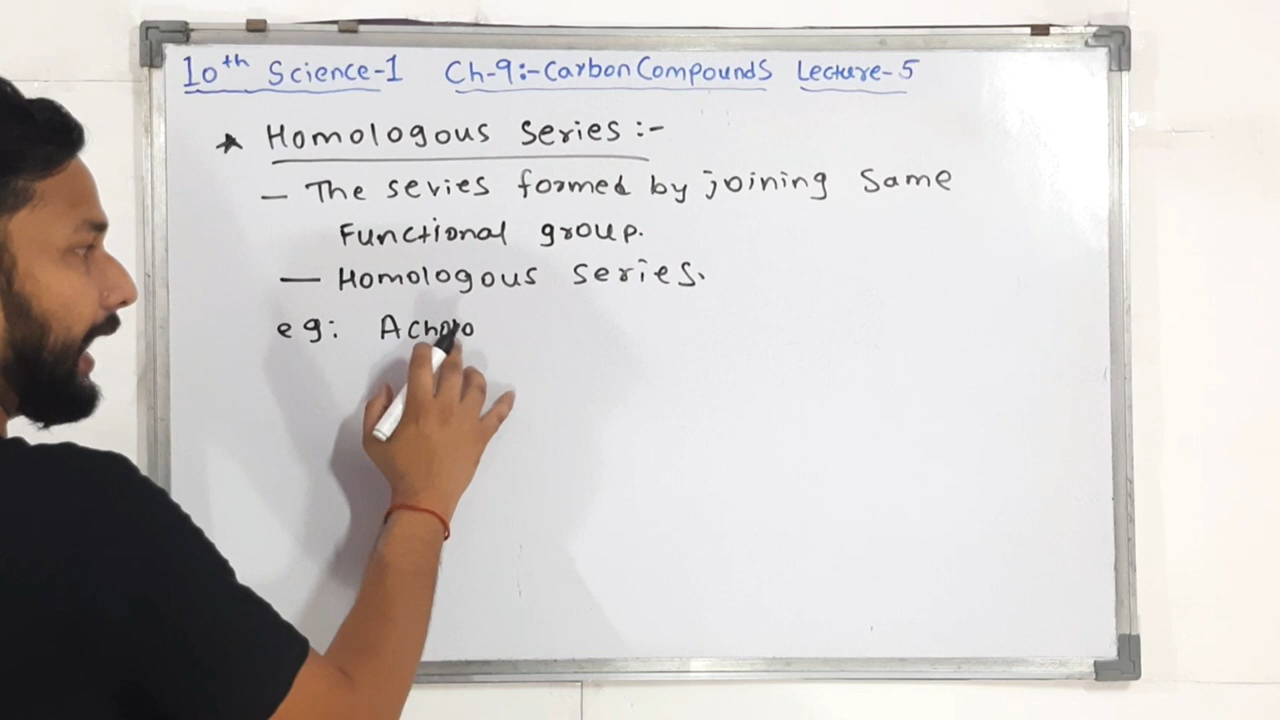 10th Science-1 Ch-9:- Carbon Compounds Lecture-5
★ Homologous Series :-
– The series formed by joining Same
Functional group.
— Homologous series.
eg: